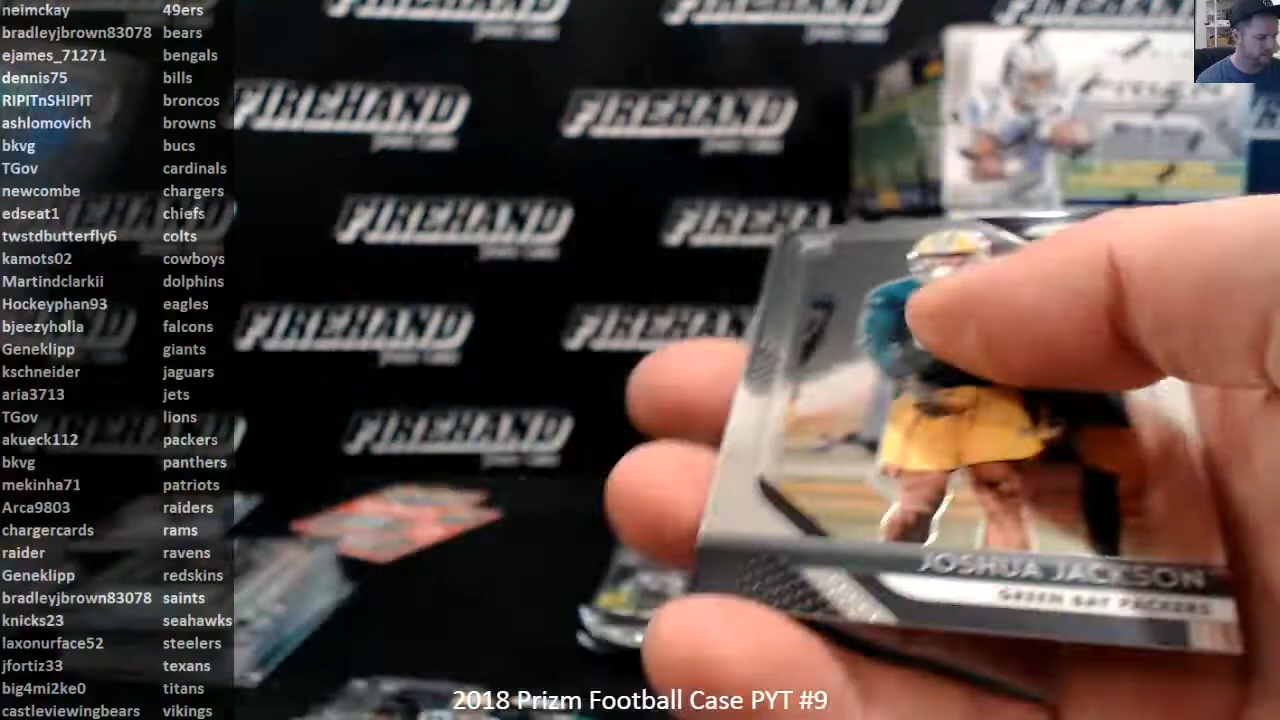 neimckay 49ers
bradleyjbrown83078 bears
ejames_71271 bengals
dennis75 bills
RIPITnSHIPIT broncos
ashlomovich browns
bkvg bucs
TGov cardinals
newcombe chargers
edseat1 chiefs
twstdbutterfly6 colts
kamots02 cowboys
Martindclarkii dolphins
Hockeyphan93 eagles
bjeezyholla falcons
Geneklipp giants
kschneider jaguars
aria3713 jets
TGov lions
akueck112 packers
bkvg panthers
mekinha71 patriots
Arca9803 raiders
chargercards rams
raider ravens
Geneklipp redskins
bradleyjbrown83078 saints
knicks23 seahawks
laxonurface52 steelers
jfortiz33 texans
big4mi2ke0 titans
castleviewingbears vikings
FIREHAND FIREHAND
FIREHAND FIREHAND
FIREHAND FIREHAND
FIREHAND
PRIZM
JOSHUA JACKSON
GREEN BAY PACKERS
2018 Prizm Football Case PYT #9